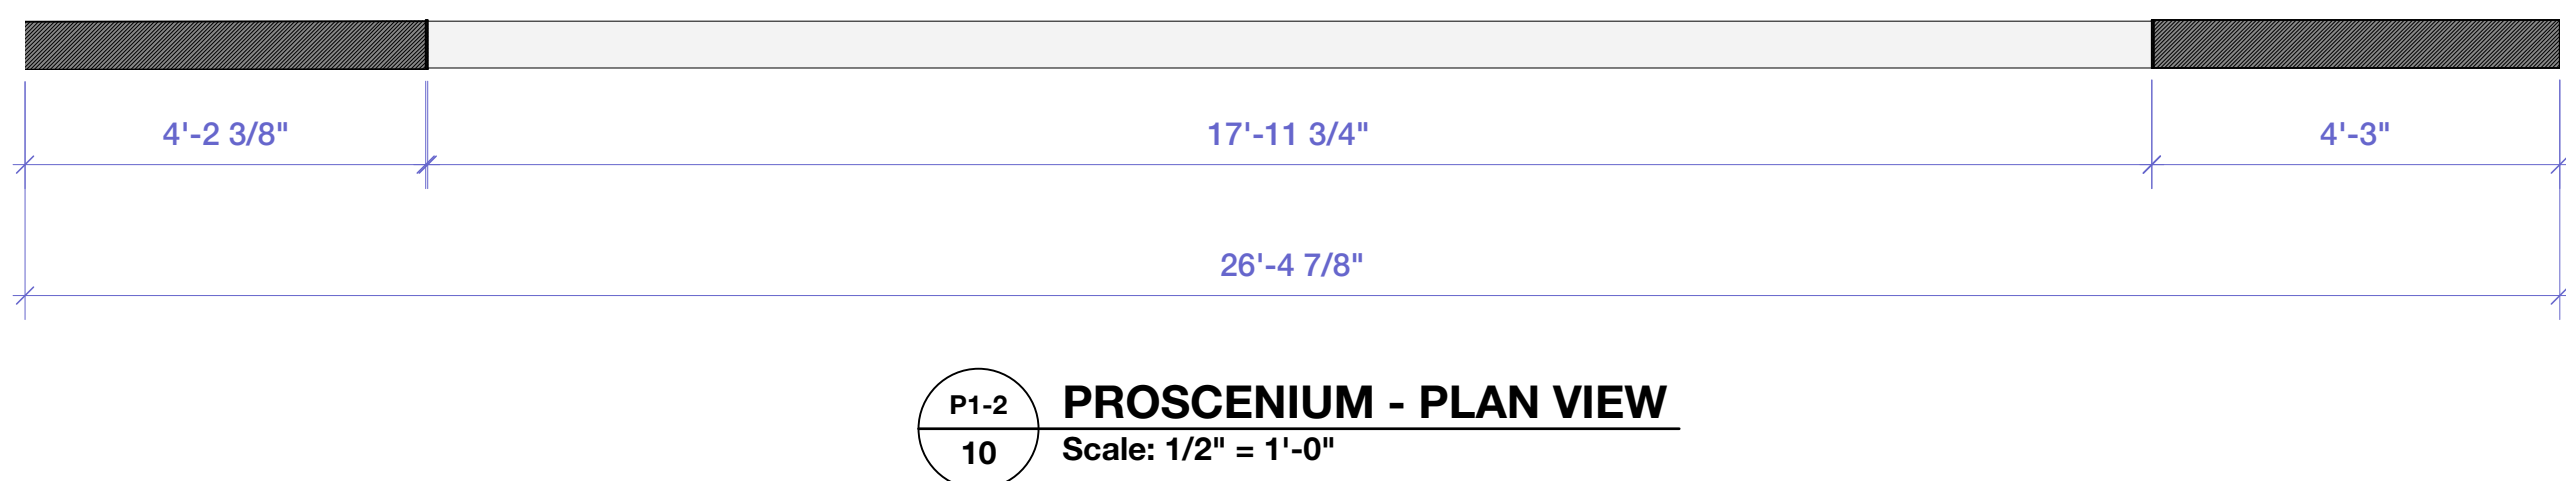 4'-2 3/8"
17'-11 3/4"
4'-3"
26'-4 7/8"
P1-2
10
PROSCENIUM - PLAN VIEW
Scale: 1/2" = 1'-0"